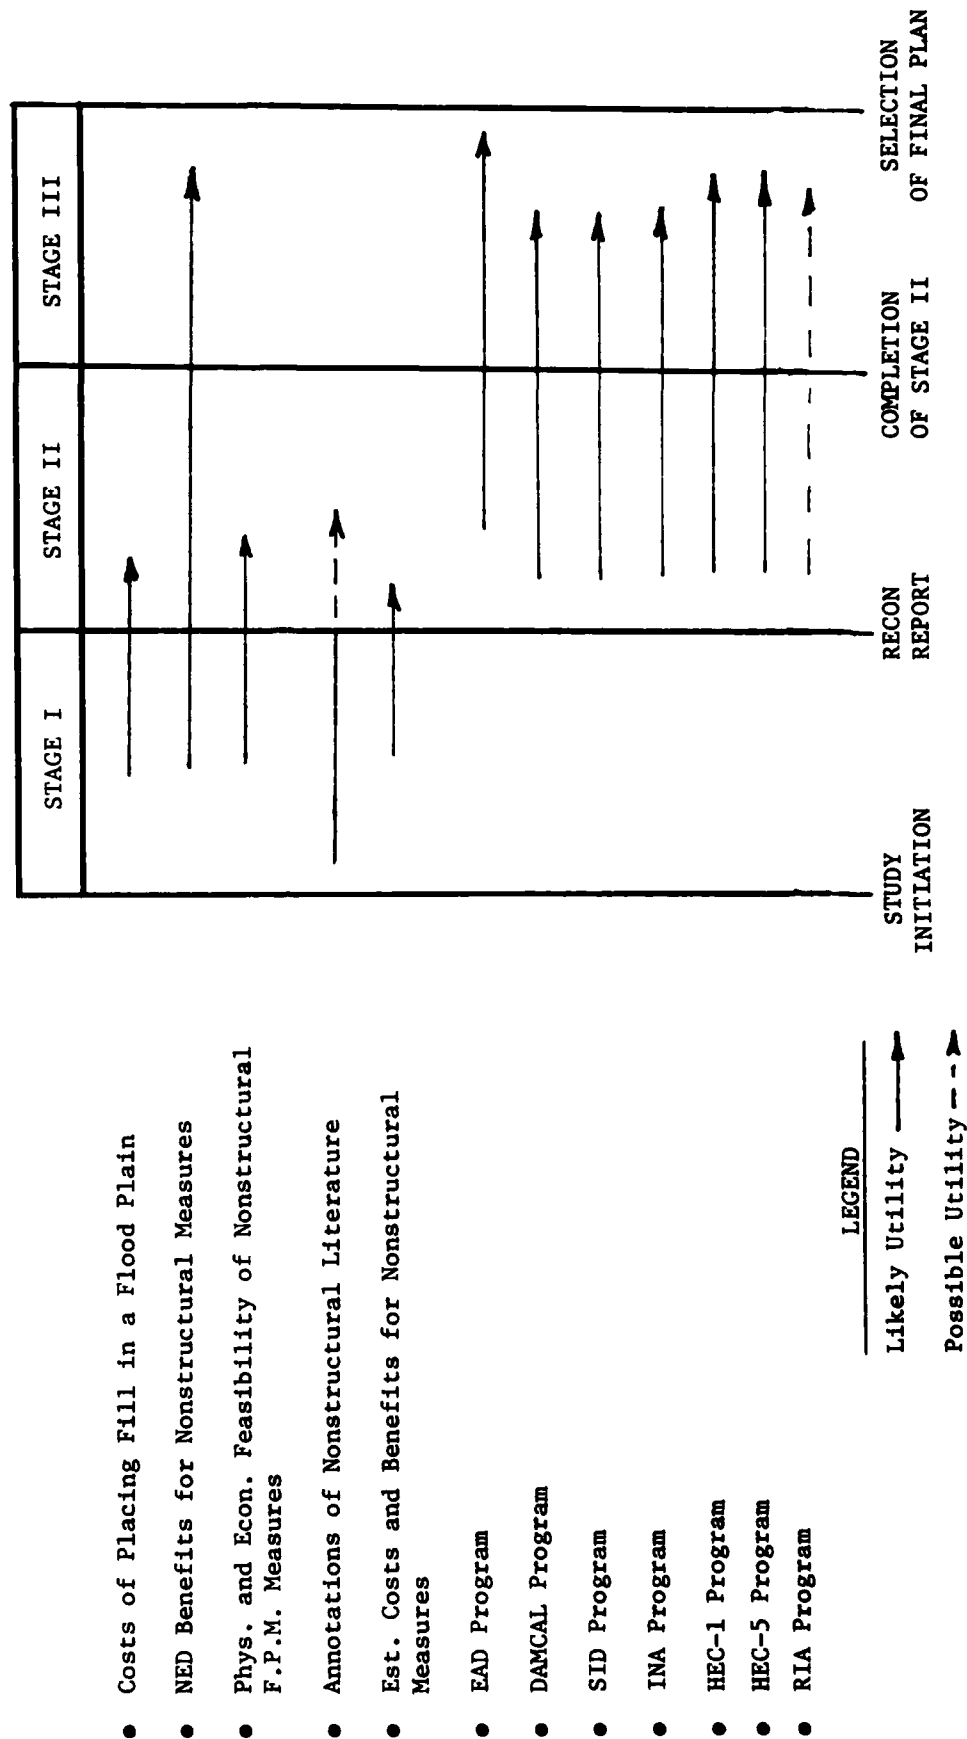 STAGE I
STAGE II
STAGE III
● Costs of Placing Fill in a Flood Plain
● NED Benefits for Nonstructural Measures
● Phys. and Econ. Feasibility of Nonstructural
F.P.M. Measures
● Annotations of Nonstructural Literature
● Est. Costs and Benefits for Nonstructural
Measures
● EAD Program
● DAMCAL Program
● SID Program
● INA Program
● HEC-1 Program
● HEC-5 Program
● RIA Program
STUDY
INITIATION
RECON
REPORT
COMPLETION
OF STAGE II
SELECTION
OF FINAL PLAN
LEGEND
Likely Utility
Possible Utility